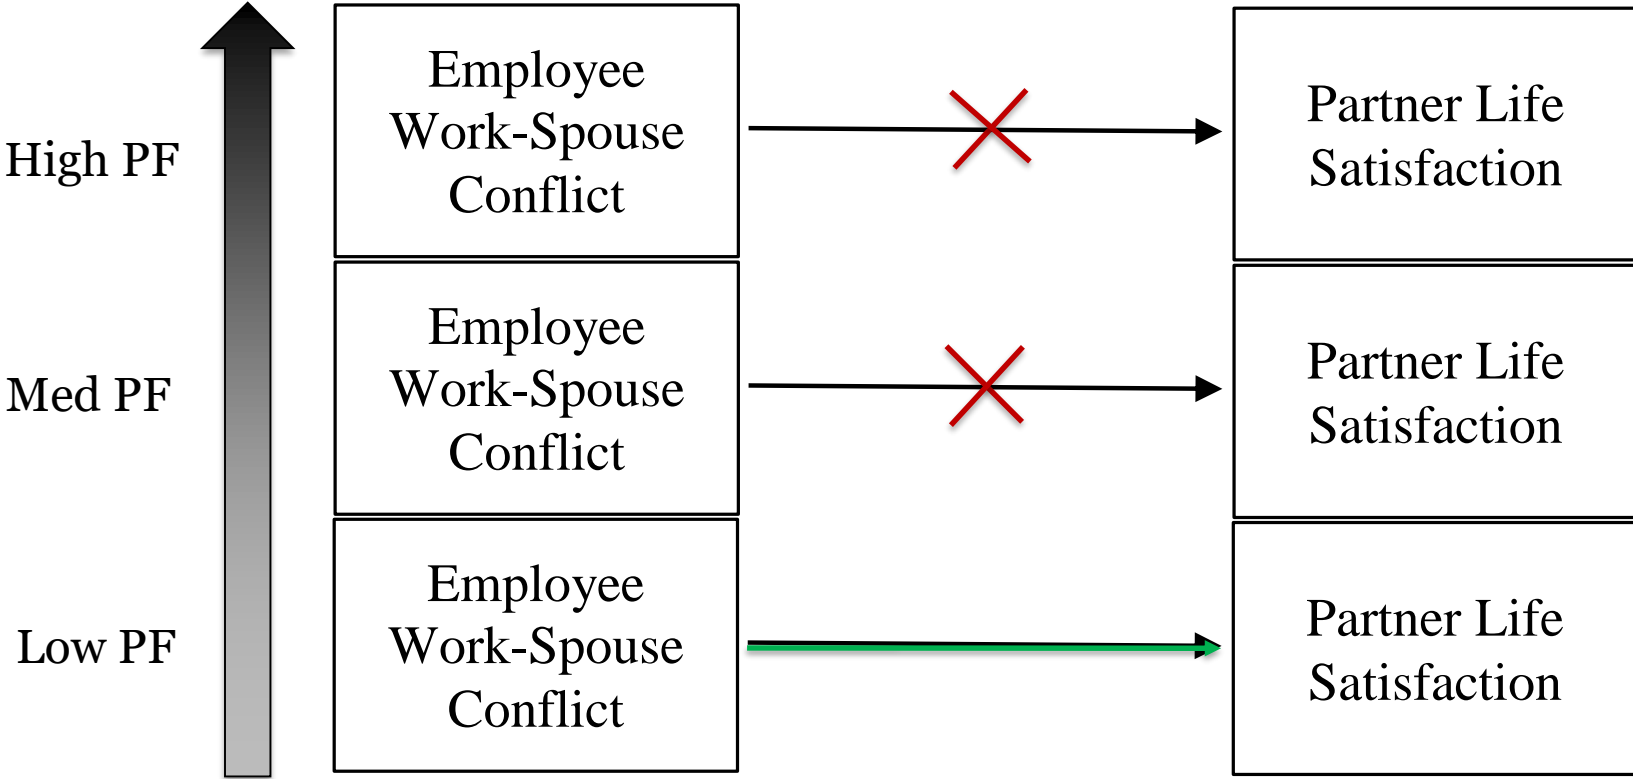 High PF
Employee
Work-Spouse
Conflict
Partner Life
Satisfaction
Med PF
Employee
Work-Spouse
Conflict
Partner Life
Satisfaction
Low PF
Employee
Work-Spouse
Conflict
Partner Life
Satisfaction